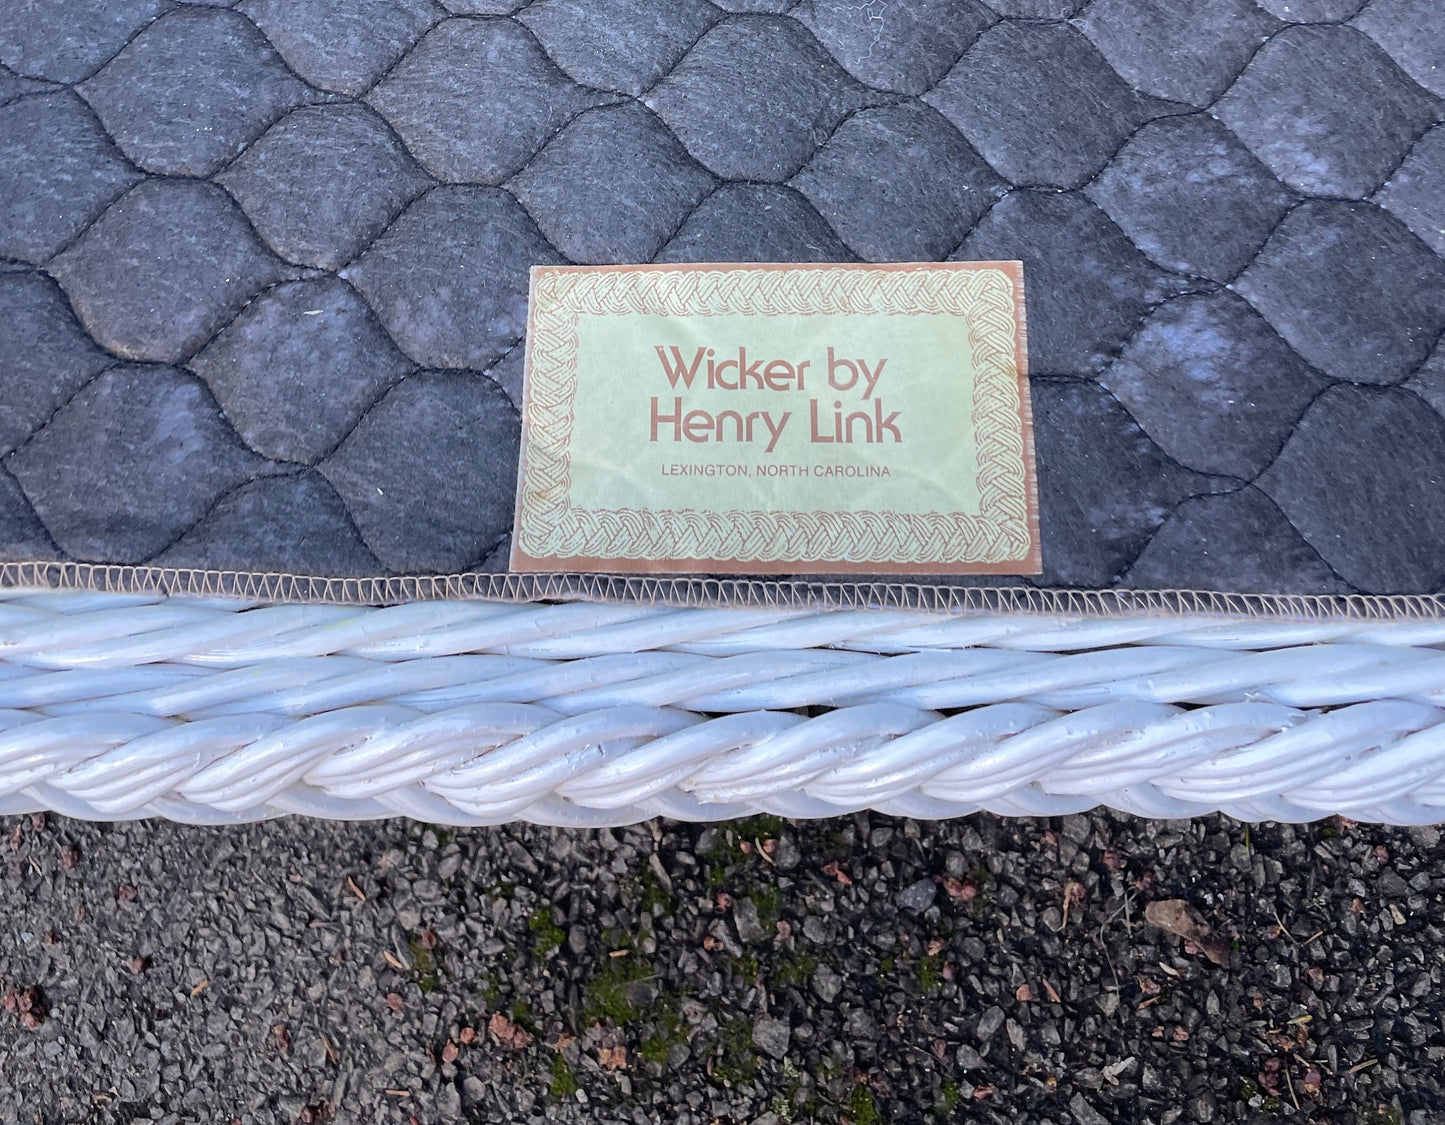 Wicker by
Henry Link
LEXINGTON, NORTH CAROLINA